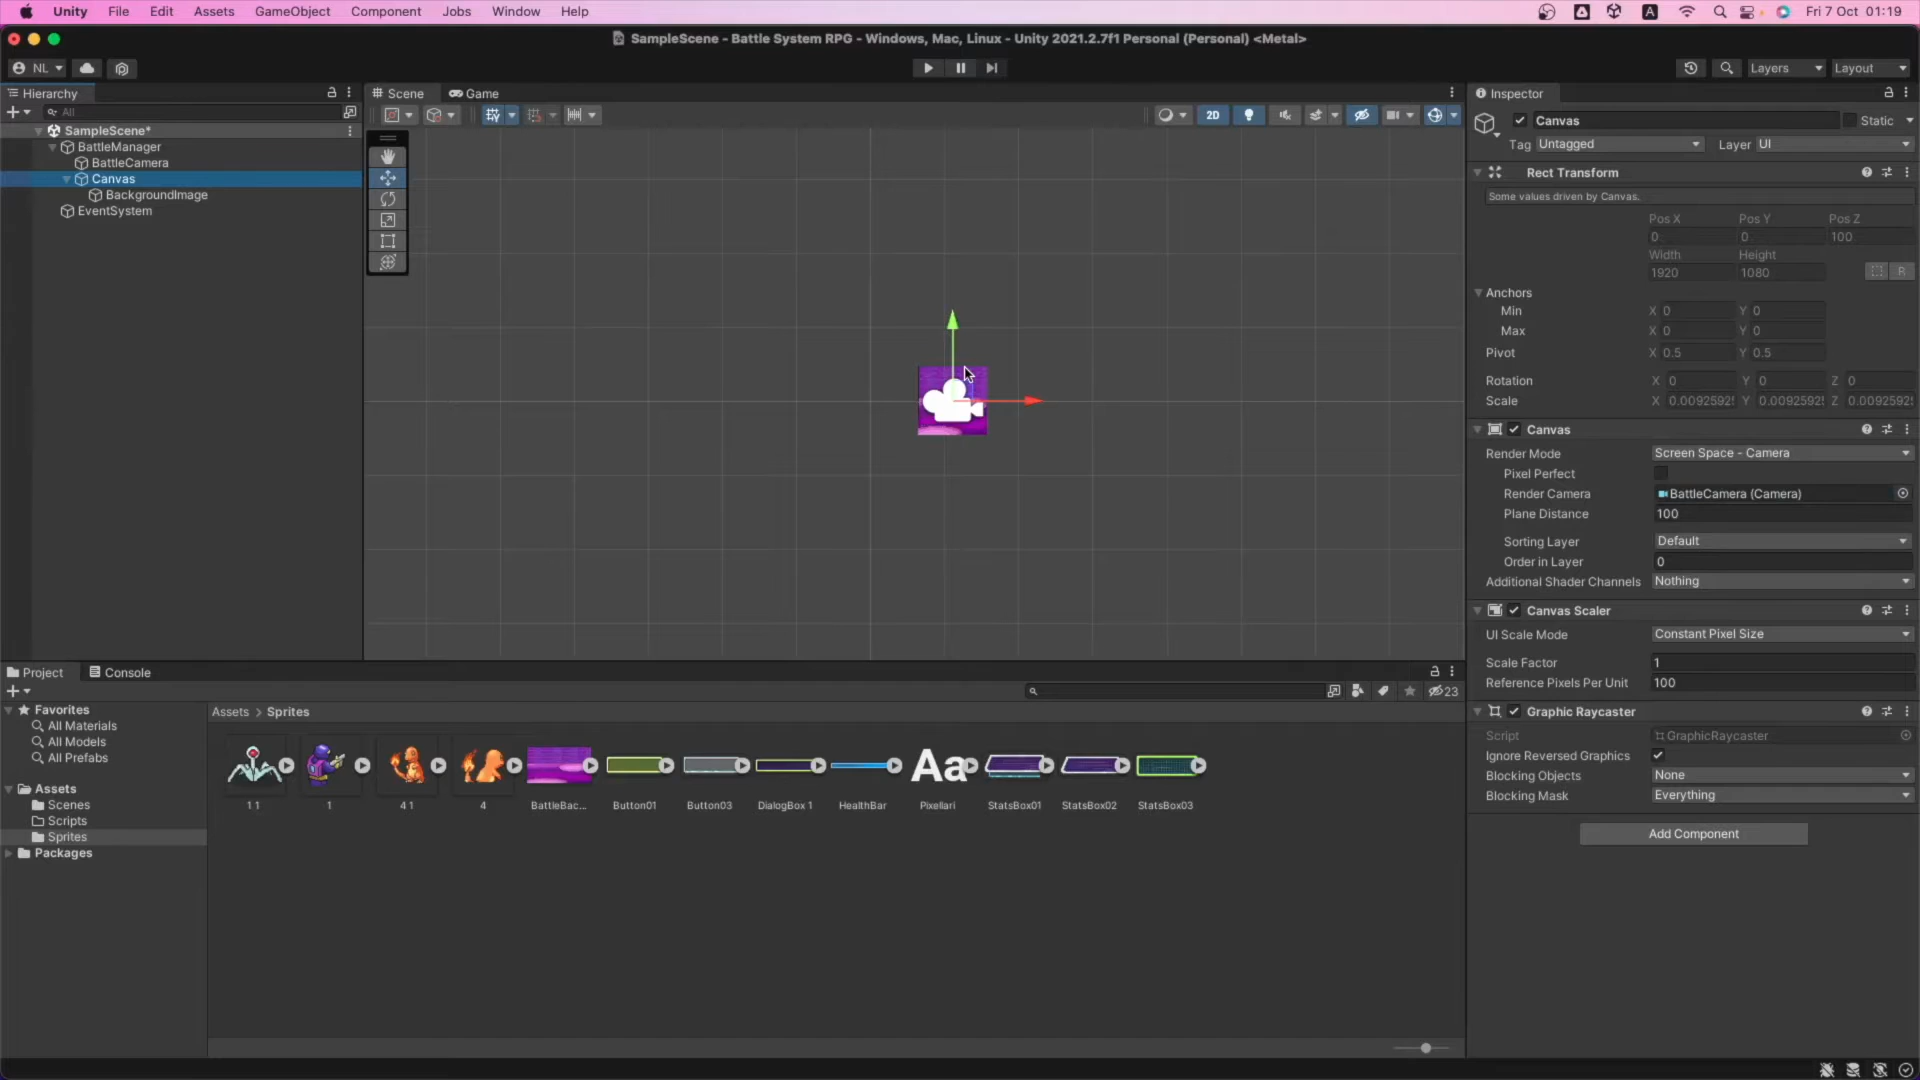 Unity File Edit Assets GameObject Component Jobs Window Help A Fri 7 Oct 01:19
SampleScene - Battle System RPG - Windows, Mac, Linux - Unity 2021.2.7f1 Personal (Personal) <Metal>
NL Layers Layout
Hierarchy
All
SampleScene*
BattleManager
BattleCamera
Canvas
BackgroundImage
EventSystem
Scene Game
2D
Inspector
Canvas Static
Tag Untagged Layer UI
Rect Transform
Some values driven by Canvas.
Pos X Pos Y Pos Z
0 0 100
Width Height
1920 1080 R
Anchors
Min X 0 Y 0
Max X 0 Y 0
Pivot X 0.5 Y 0.5
Rotation X 0 Y 0 Z 0
Scale X 0.00925925 Y 0.00925925 Z 0.00925925
Canvas
Render Mode Screen Space - Camera
Pixel Perfect
Render Camera BattleCamera (Camera)
Plane Distance 100
Sorting Layer Default
Order in Layer 0
Additional Shader Channels Nothing
Canvas Scaler
UI Scale Mode Constant Pixel Size
Scale Factor 1
Reference Pixels Per Unit 100
Graphic Raycaster
Script GraphicRaycaster
Ignore Reversed Graphics
Blocking Objects None
Blocking Mask Everything
Add Component
Project Console
23
Favorites
All Materials
All Models
All Prefabs
Assets
Scenes
Scripts
Sprites
Packages
Assets > Sprites
Aa
1 1 1 4 1 4 BattleBac... Button01 Button03 DialogBox 1 HealthBar Pixellari StatsBox01 StatsBox02 StatsBox03